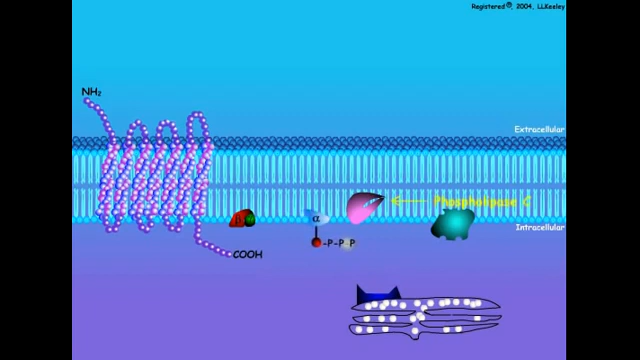 Registered®, 2004, LLKeeley
NH₂
Extracellular
Phospholipase C
α
Intracellular
-P-P-P
COOH